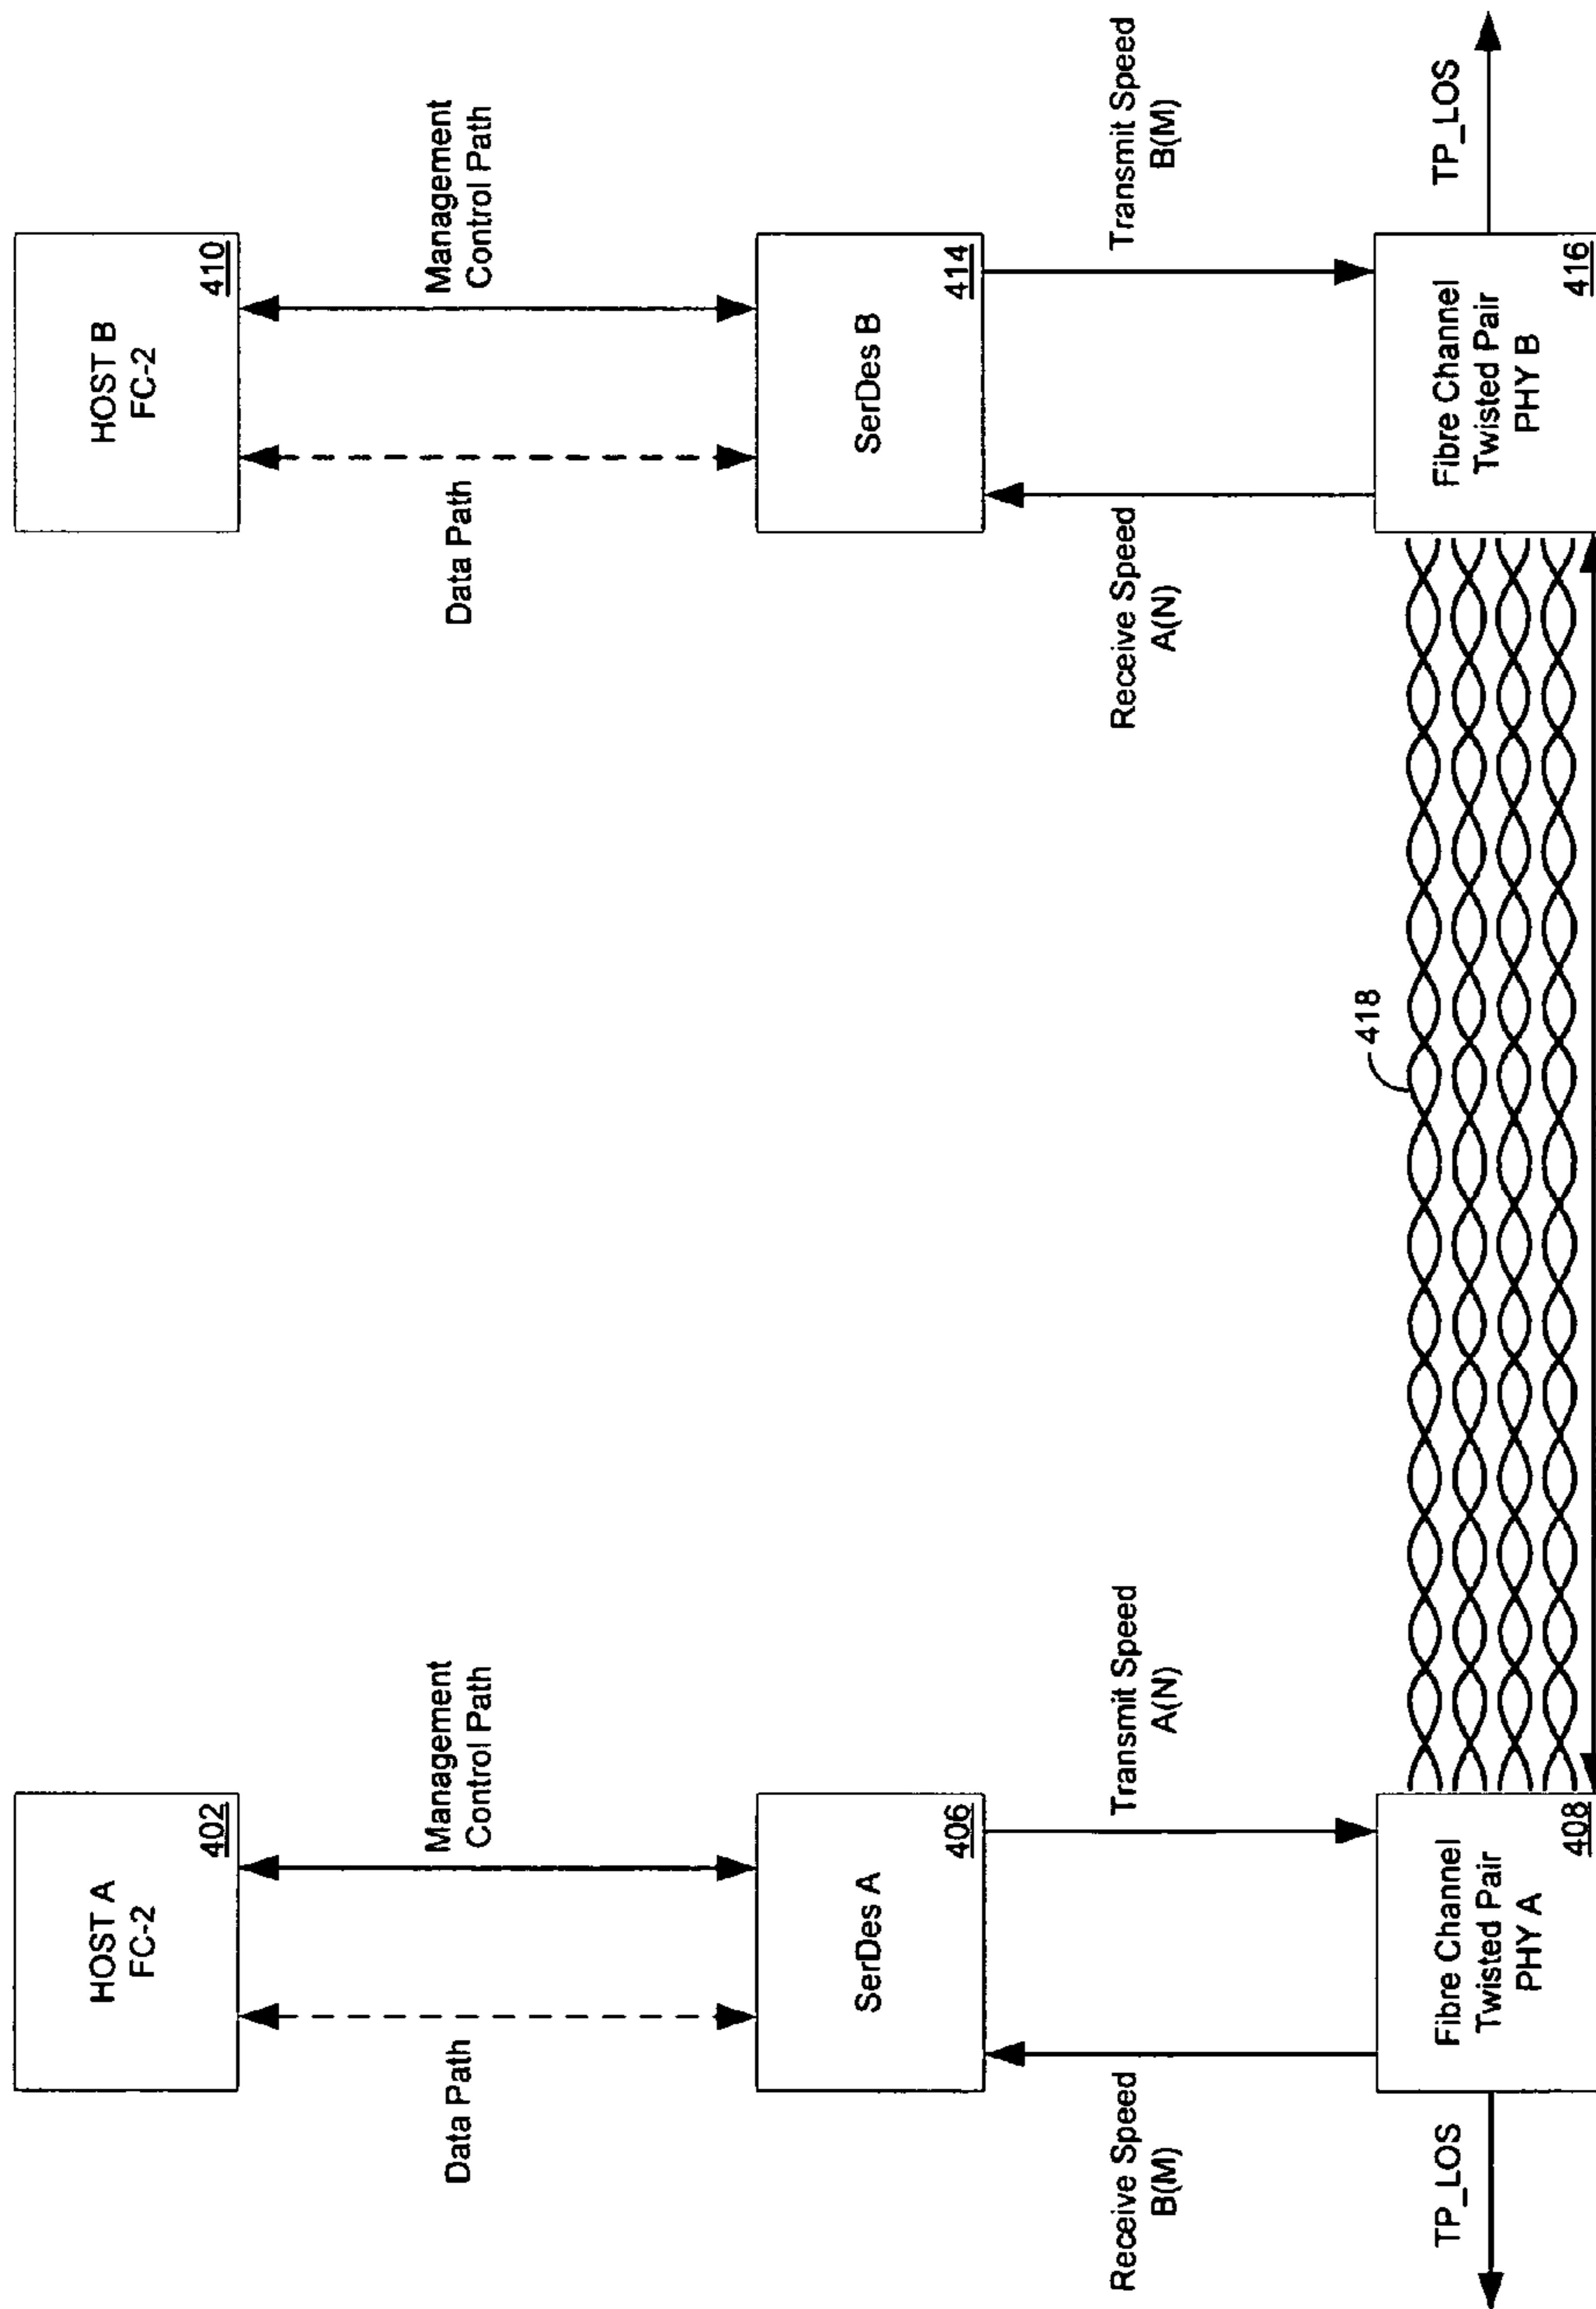 HOST A
FC-2
402
HOST B
FC-2
410
Data Path
Management
Control Path
Data Path
Management
Control Path
SerDes A
406
SerDes B
414
Receive Speed
B(M)
Transmit Speed
A(N)
Receive Speed
A(N)
Transmit Speed
B(M)
TP_LOS
Fibre Channel
Twisted Pair
PHY A
408
418
Fibre Channel
Twisted Pair
PHY B
416
TP_LOS